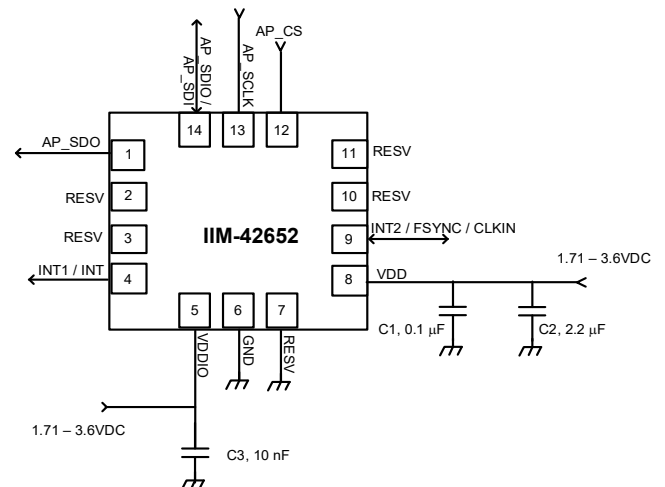 AP_SDIO /
AP_SDI
AP_SCLK
AP_CS
14
13
12
AP_SDO
1
11
RESV
RESV
2
10
RESV
RESV
3
IIM-42652
9
INT2 / FSYNC / CLKIN
INT1 / INT
4
8
VDD
1.71 – 3.6VDC
5
6
7
VDDIO
GND
RESV
C1, 0.1 µF
C2, 2.2 µF
1.71 – 3.6VDC
C3, 10 nF